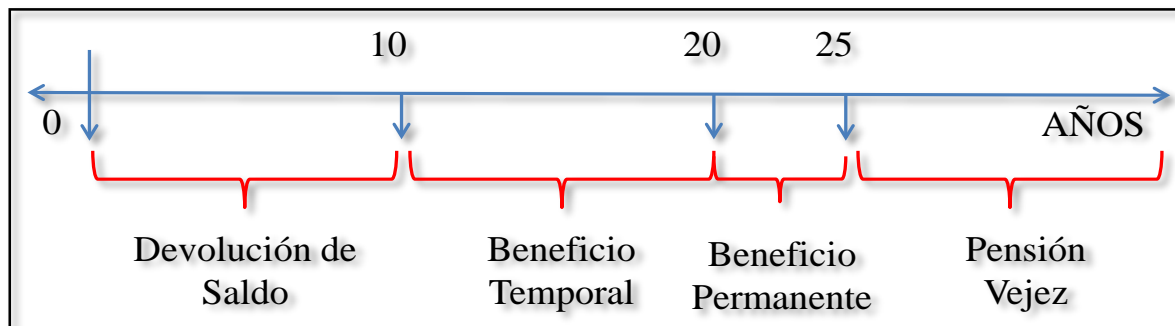 10 20 25
0 AÑOS
Devolución de Saldo
Beneficio Temporal
Beneficio Permanente
Pensión Vejez